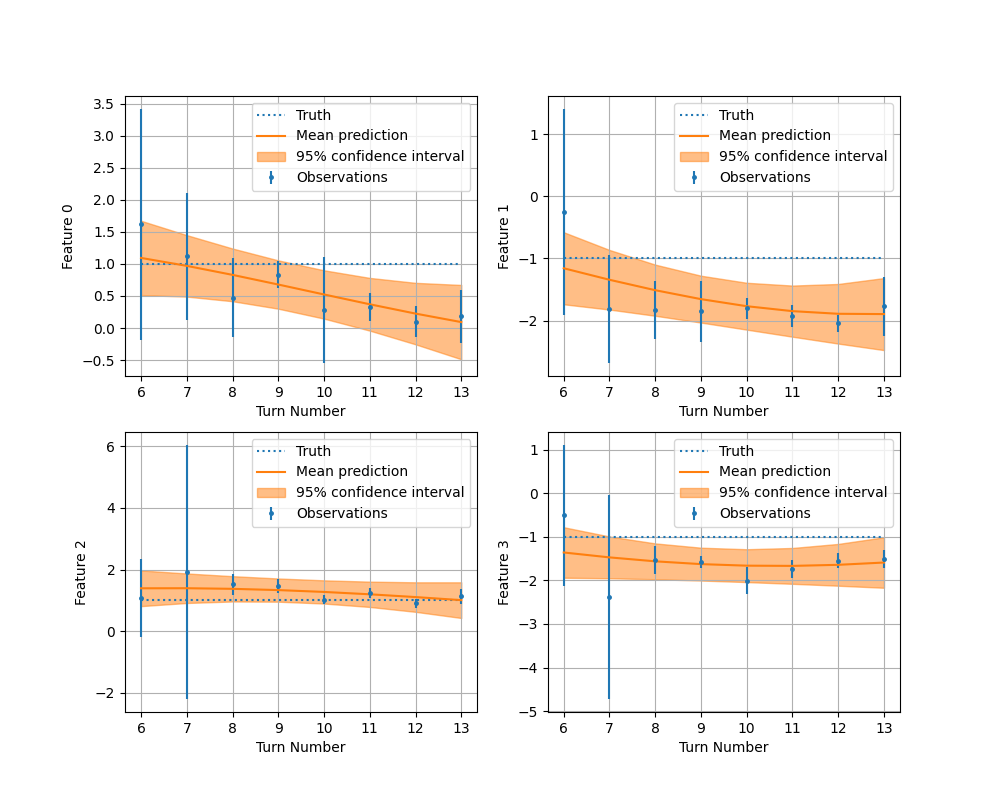 3.5
3.0
2.5
2.0
1.5
1.0
0.5
0.0
−0.5
Feature 0
Truth
Mean prediction
95% confidence interval
Observations
6 7 8 9 10 11 12 13
Turn Number
1
0
−1
−2
Feature 1
Truth
Mean prediction
95% confidence interval
Observations
6 7 8 9 10 11 12 13
Turn Number
6
4
2
0
−2
Feature 2
Truth
Mean prediction
95% confidence interval
Observations
6 7 8 9 10 11 12 13
Turn Number
1
0
−1
−2
−3
−4
−5
Feature 3
Truth
Mean prediction
95% confidence interval
Observations
6 7 8 9 10 11 12 13
Turn Number